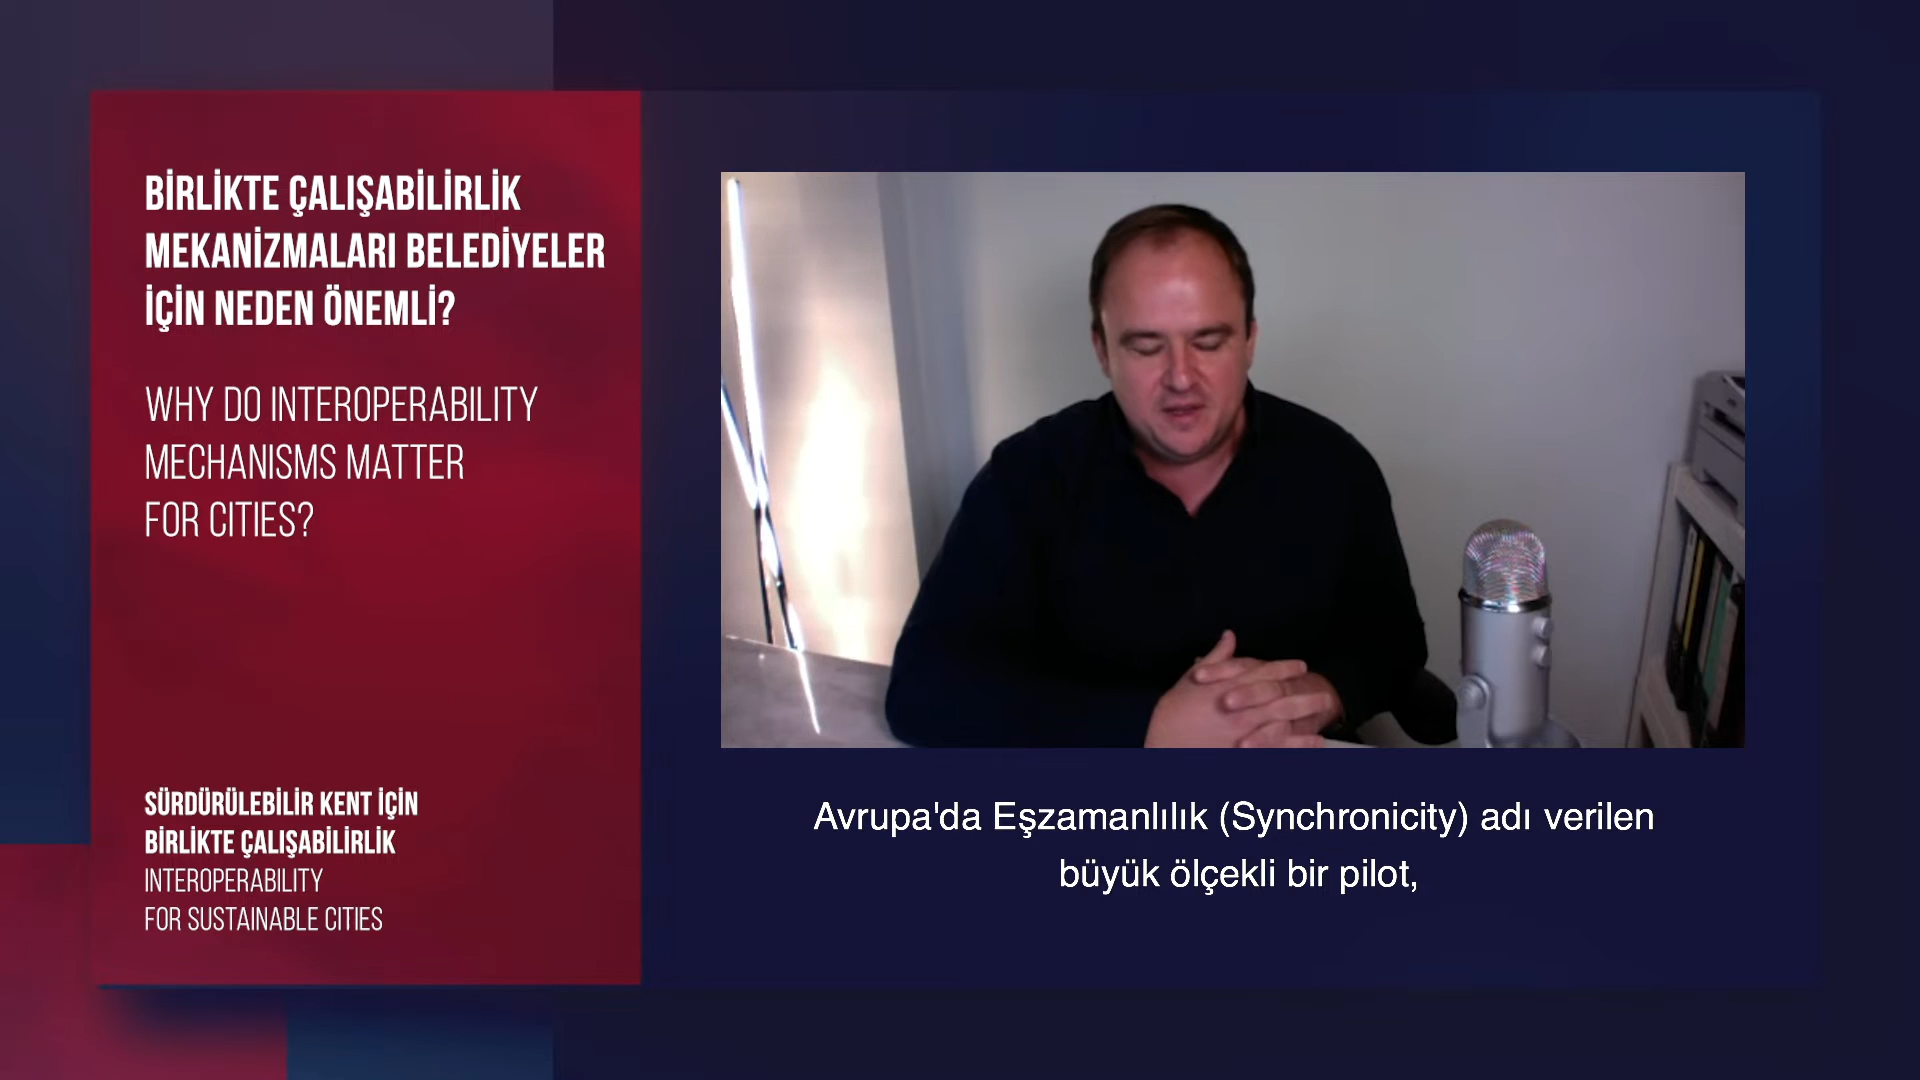 BİRLİKTE ÇALIŞABİLİRLİK
MEKANİZMALARI BELEDİYELER
İÇİN NEDEN ÖNEMLİ?
WHY DO INTEROPERABILITY
MECHANISMS MATTER
FOR CITIES?
SÜRDÜRÜLEBİLİR KENT İÇİN
BİRLİKTE ÇALIŞABİLİRLİK
INTEROPERABILITY
FOR SUSTAINABLE CITIES
Avrupa'da Eşzamanlılık (Synchronicity) adı verilen
büyük ölçekli bir pilot,